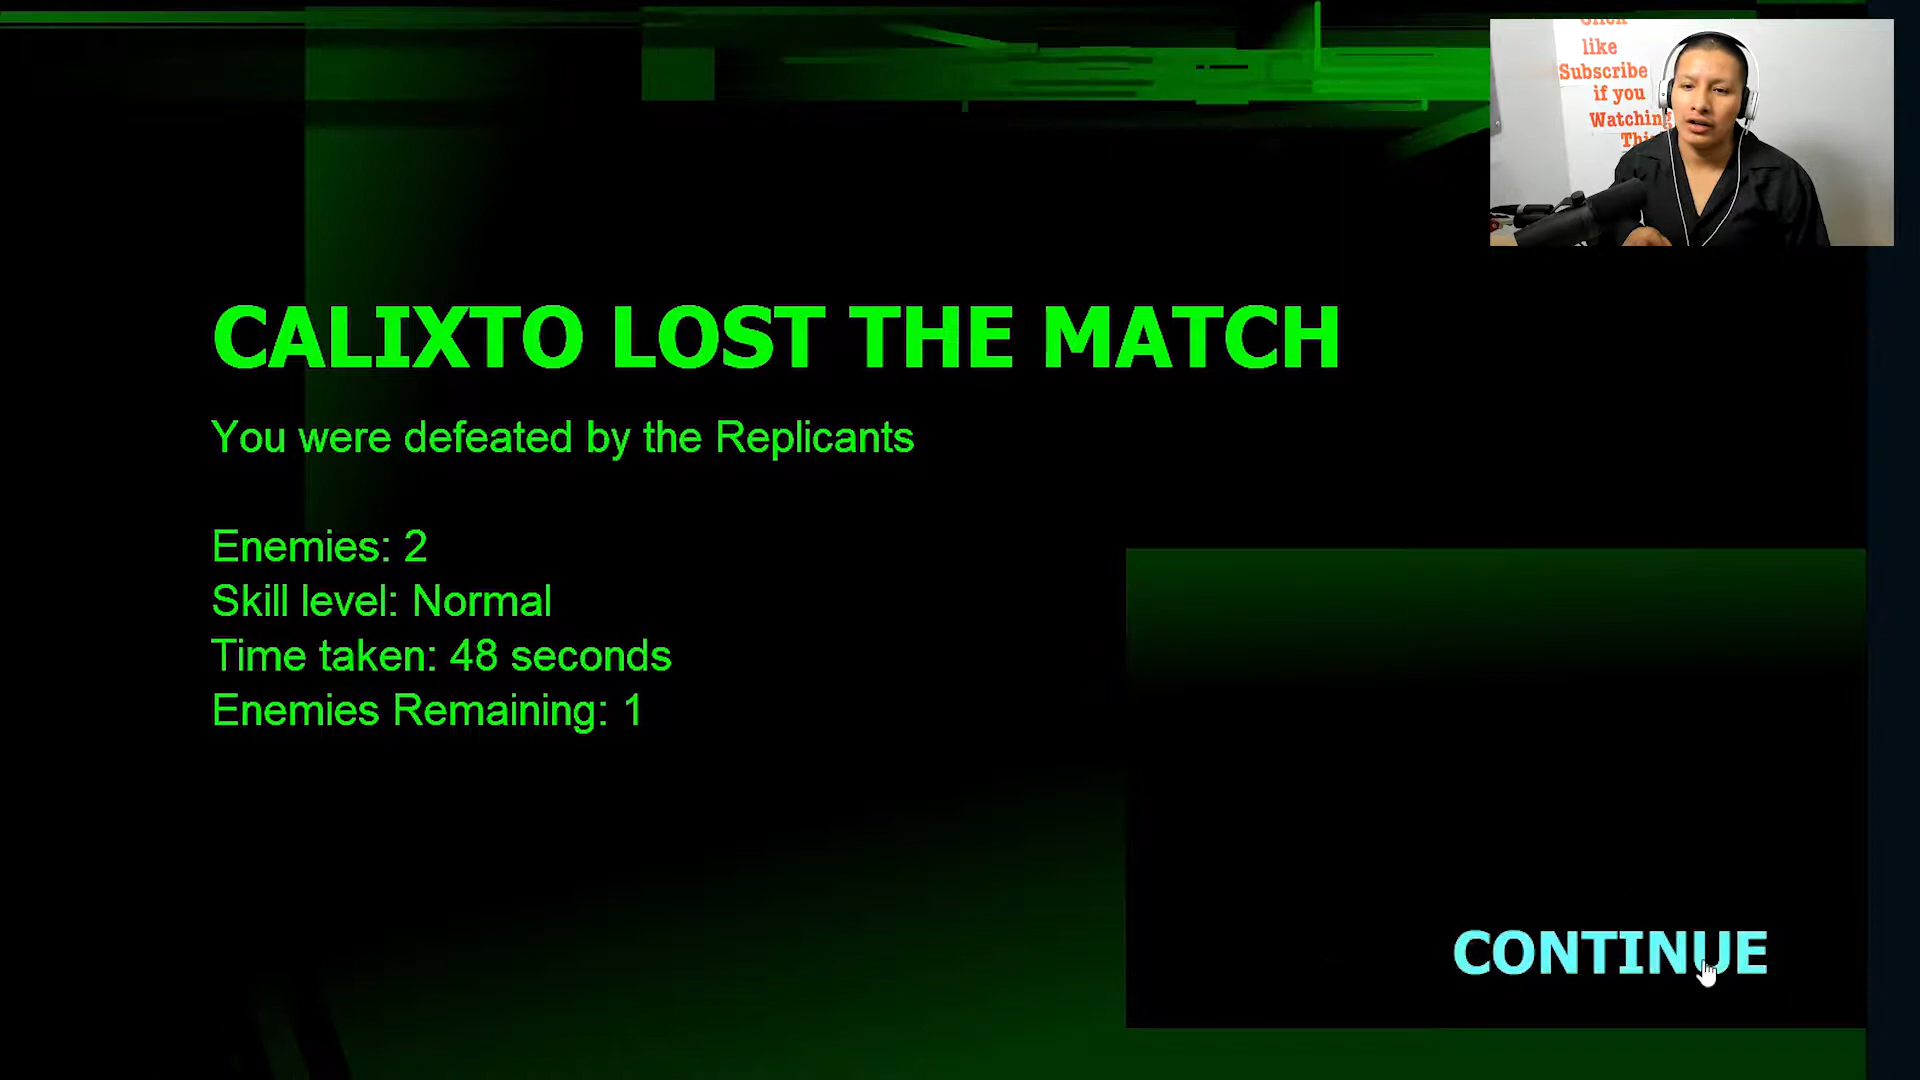 like
Subscribe
if you
Watching
CALIXTO LOST THE MATCH
You were defeated by the Replicants
Enemies: 2
Skill level: Normal
Time taken: 48 seconds
Enemies Remaining: 1
CONTINUE